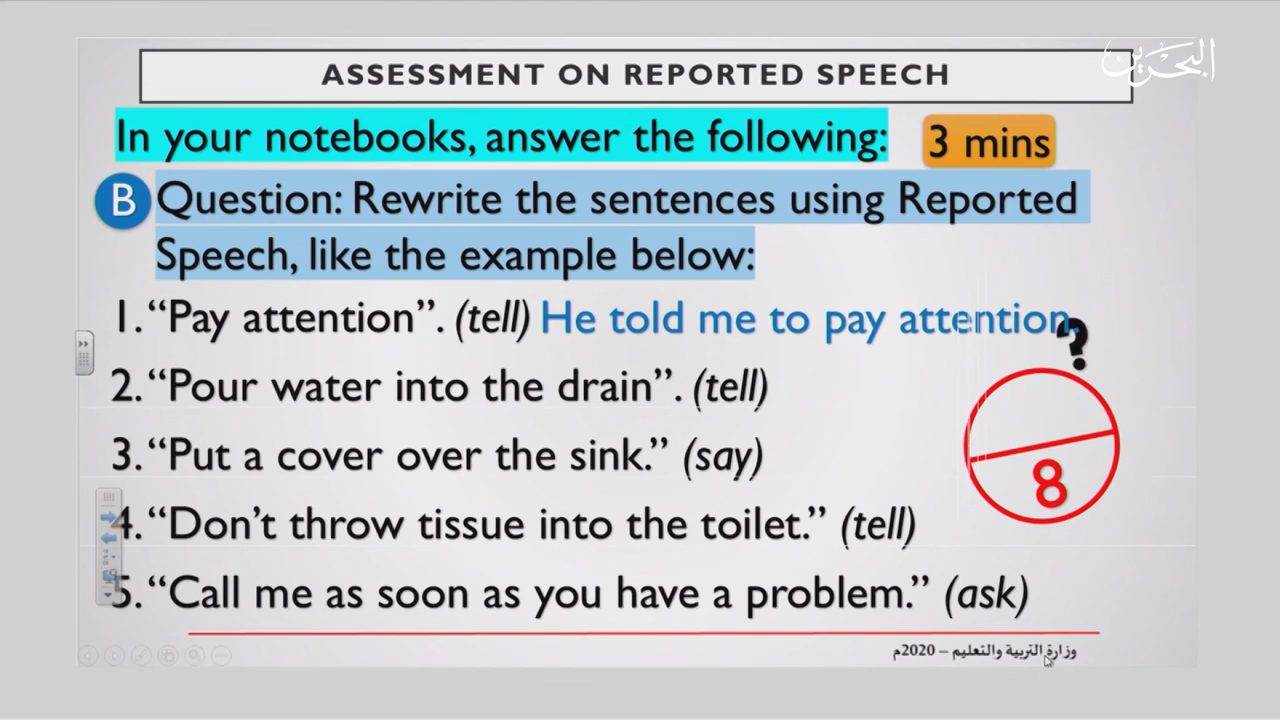 البحرين
ASSESSMENT ON REPORTED SPEECH
In your notebooks, answer the following:
3 mins
B Question: Rewrite the sentences using Reported
Speech, like the example below:
1. “Pay attention”. (tell) He told me to pay attention.
?
2. “Pour water into the drain”. (tell)
3. “Put a cover over the sink.” (say)
8
4. “Don’t throw tissue into the toilet.” (tell)
5. “Call me as soon as you have a problem.” (ask)
وزارة التربية والتعليم – 2020م